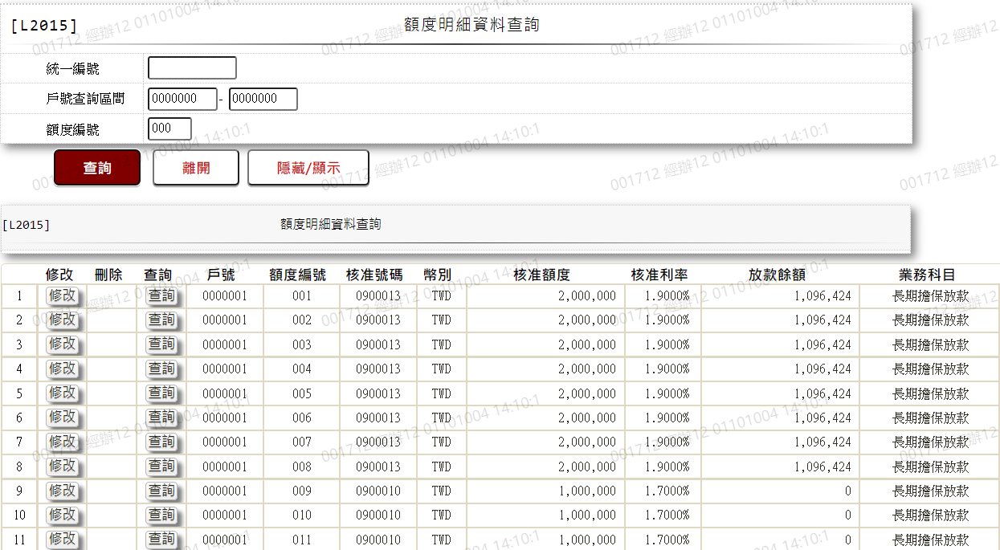 [L2015] 額度明細資料查詢
統一編號
戶號查詢區間 0000000 - 0000000
額度編號 000
查詢 離開 隱藏/顯示
[L2015] 額度明細資料查詢
修改 刪除 查詢 戶號 額度編號 核准號碼 幣別 核准額度 核准利率 放款餘額 業務科目
1 修改 查詢 0000001 001 0900013 TWD 2,000,000 1.9000% 1,096,424 長期擔保放款
2 修改 查詢 0000001 002 0900013 TWD 2,000,000 1.9000% 1,096,424 長期擔保放款
3 修改 查詢 0000001 003 0900013 TWD 2,000,000 1.9000% 1,096,424 長期擔保放款
4 修改 查詢 0000001 004 0900013 TWD 2,000,000 1.9000% 1,096,424 長期擔保放款
5 修改 查詢 0000001 005 0900013 TWD 2,000,000 1.9000% 1,096,424 長期擔保放款
6 修改 查詢 0000001 006 0900013 TWD 2,000,000 1.9000% 1,096,424 長期擔保放款
7 修改 查詢 0000001 007 0900013 TWD 2,000,000 1.9000% 1,096,424 長期擔保放款
8 修改 查詢 0000001 008 0900013 TWD 2,000,000 1.9000% 1,096,424 長期擔保放款
9 修改 查詢 0000001 009 0900010 TWD 1,000,000 1.7000% 0 長期擔保放款
10 修改 查詢 0000001 010 0900010 TWD 1,000,000 1.7000% 0 長期擔保放款
11 修改 查詢 0000001 011 0900010 TWD 1,000,000 1.7000% 0 長期擔保放款
001712 經辦12 01101004 14:10:1